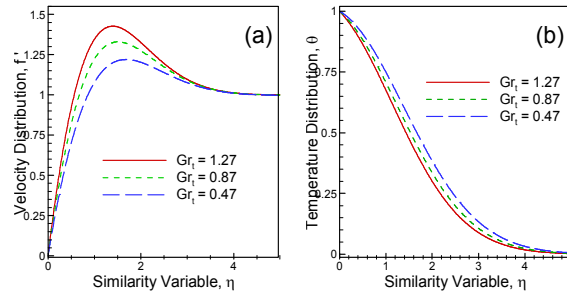 (a)
Velocity Distribution, f'
1.5
1.25
1
0.75
0.5
0.25
0
Gr_t = 1.27
Gr_t = 0.87
Gr_t = 0.47
0 2 4
Similarity Variable, η
(b)
Temperature Distribution, θ
1
0.75
0.5
0.25
0
Gr_t = 1.27
Gr_t = 0.87
Gr_t = 0.47
0 1 2 3 4
Similarity Variable, η